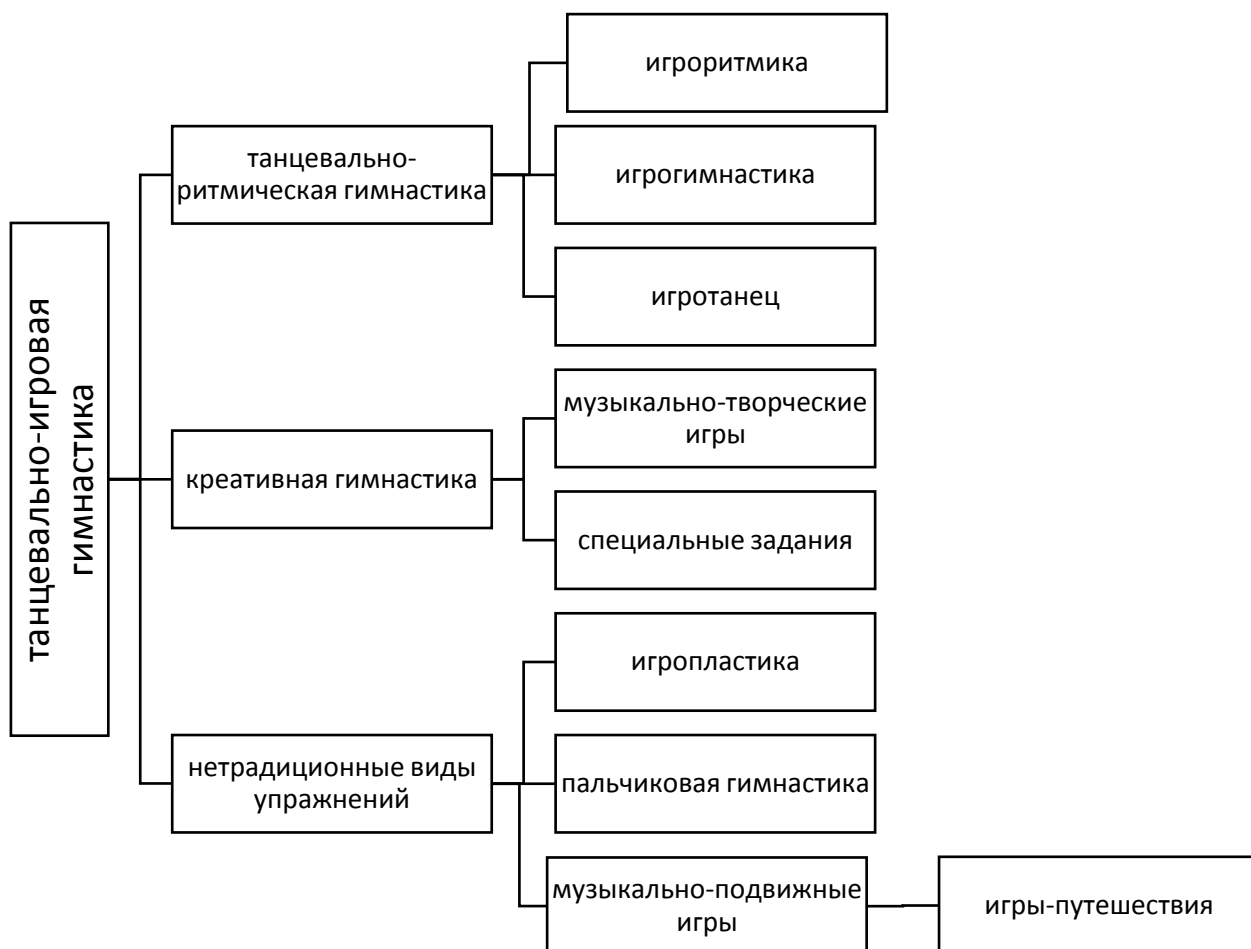 танцевально-игровая
гимнастика
танцевально-
ритмическая гимнастика
игроритмика
игрогимнастика
игротанец
креативная гимнастика
музыкально-творческие
игры
специальные задания
нетрадиционные виды
упражнений
игропластика
пальчиковая гимнастика
музыкально-подвижные
игры
игры-путешествия